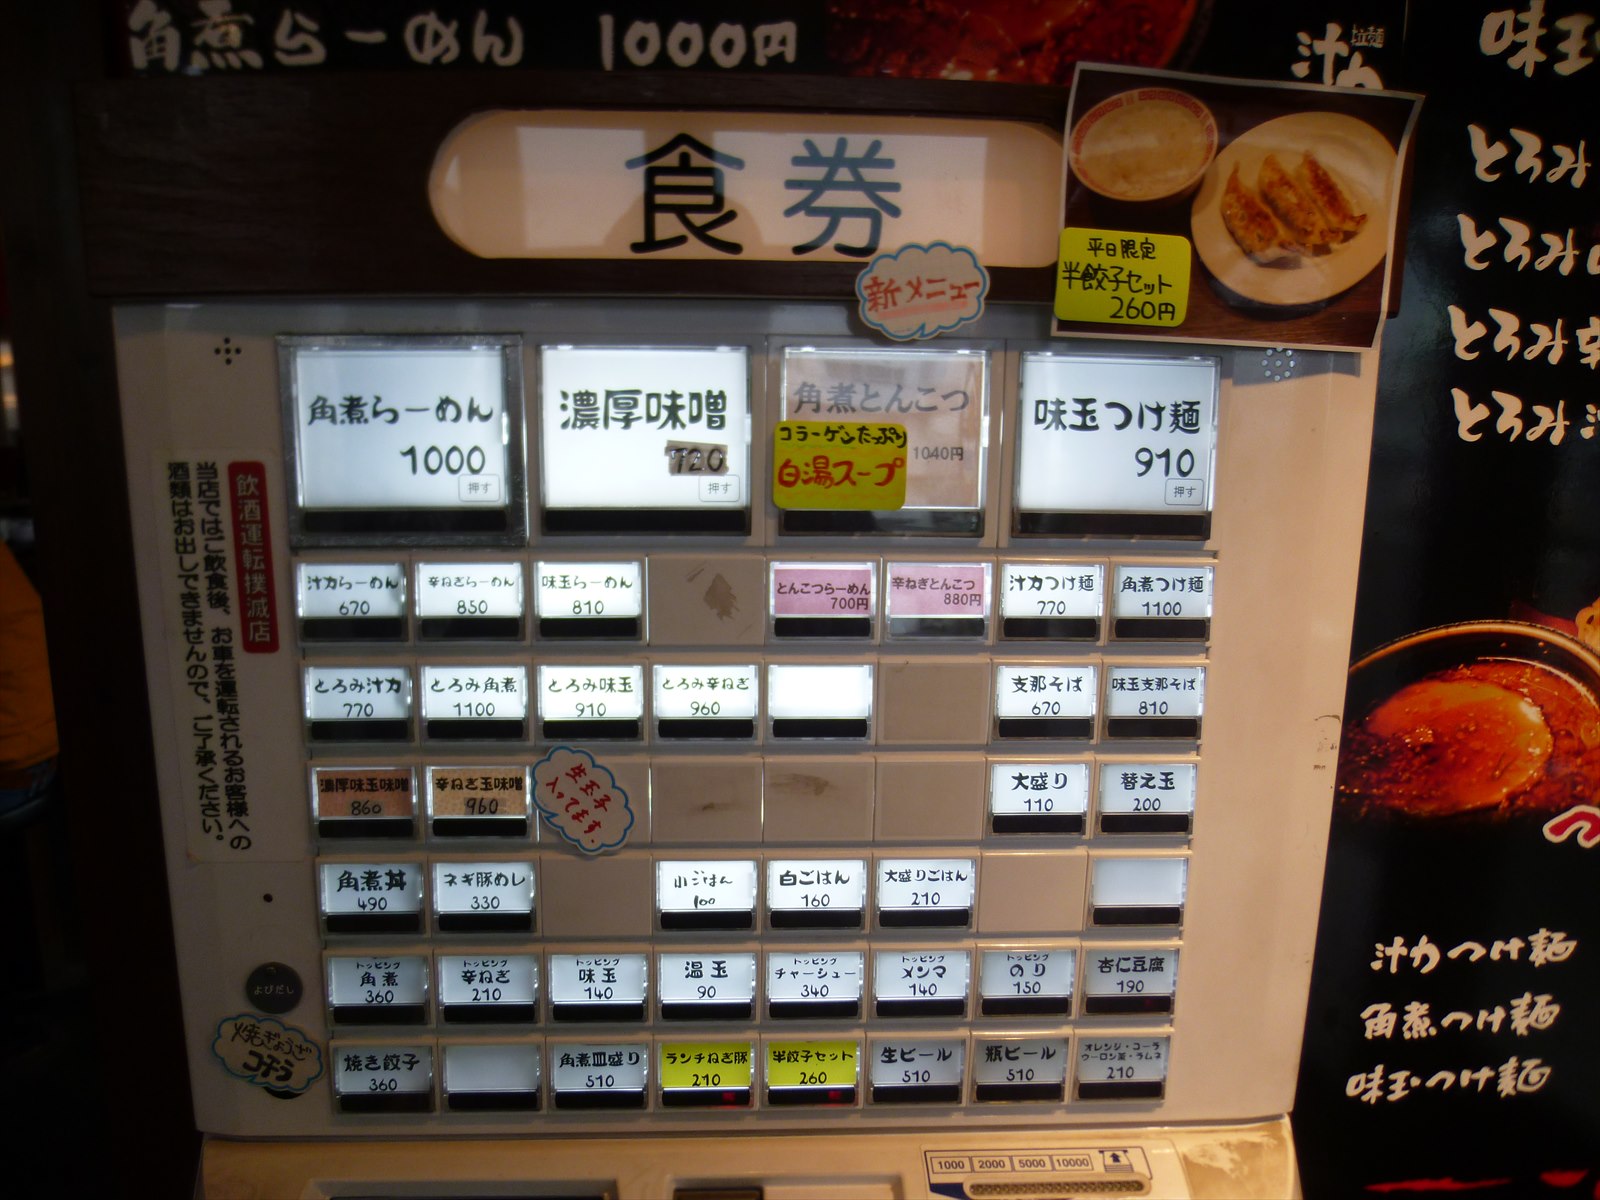 角煮らーめん 1000円
汁力
味玉
とろみ
とろみ
とろみ辛
とろみ
食券
新メニュー
平日限定
半餃子セット
260円
角煮らーめん
1000
押す
濃厚味噌
720
押す
角煮とんこつ
1040円
コラーゲンたっぷり
白湯スープ
味玉つけ麺
910
押す
飲酒運転撲滅店
当店ではご飲食後、お車を運転されるお客様への
酒類はお出しできませんので、ご了承ください。
汁力らーめん
670
辛ねぎらーめん
850
味玉らーめん
810
とんこつらーめん
700円
辛ねぎとんこつ
880円
汁力つけ麺
770
角煮つけ麺
1100
とろみ汁力
770
とろみ角煮
1100
とろみ味玉
910
とろみ辛ねぎ
960
支那そば
670
味玉支那そば
810
濃厚味玉味噌
860
辛ねぎ玉味噌
960
生玉子
入ってます。
大盛り
110
替え玉
200
角煮丼
490
ネギ豚めし
330
小ごはん
100
白ごはん
160
大盛りごはん
210
よびだし
トッピング
角煮
360
トッピング
辛ねぎ
210
トッピング
味玉
140
温玉
90
トッピング
チャーシュー
340
トッピング
メンマ
140
トッピング
のり
150
杏仁豆腐
190
焼ぎょうざ
コチラ
焼き餃子
360
角煮皿盛り
510
ランチねぎ豚
210
半餃子セット
260
生ビール
510
瓶ビール
510
オレンジ・コーラ
ウーロン茶・ラムネ
210
汁力つけ麺
角煮つけ麺
味玉つけ麺
1000 2000 5000 10000